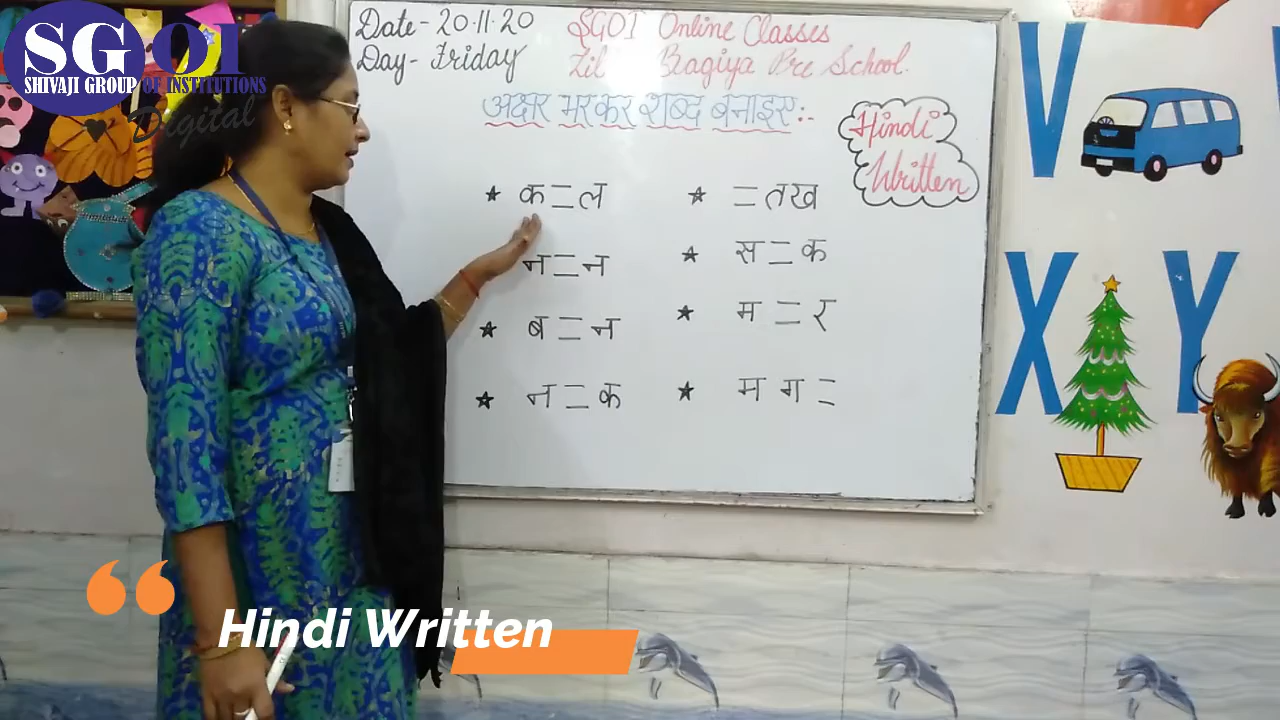 SGOI
SHIVAJI GROUP OF INSTITUTIONS
Digital
Date- 20.11.20
Day- Friday
SGOI Online Classes
Bagiya Pre School.
अक्षर भरकर शब्द बनाइए:-
Hindi
Written
★ क = ल
न = न
★ ब = न
★ न = क
★ = तख
★ स = क
★ म = र
★ म ग =
V
X
Y
Hindi Written